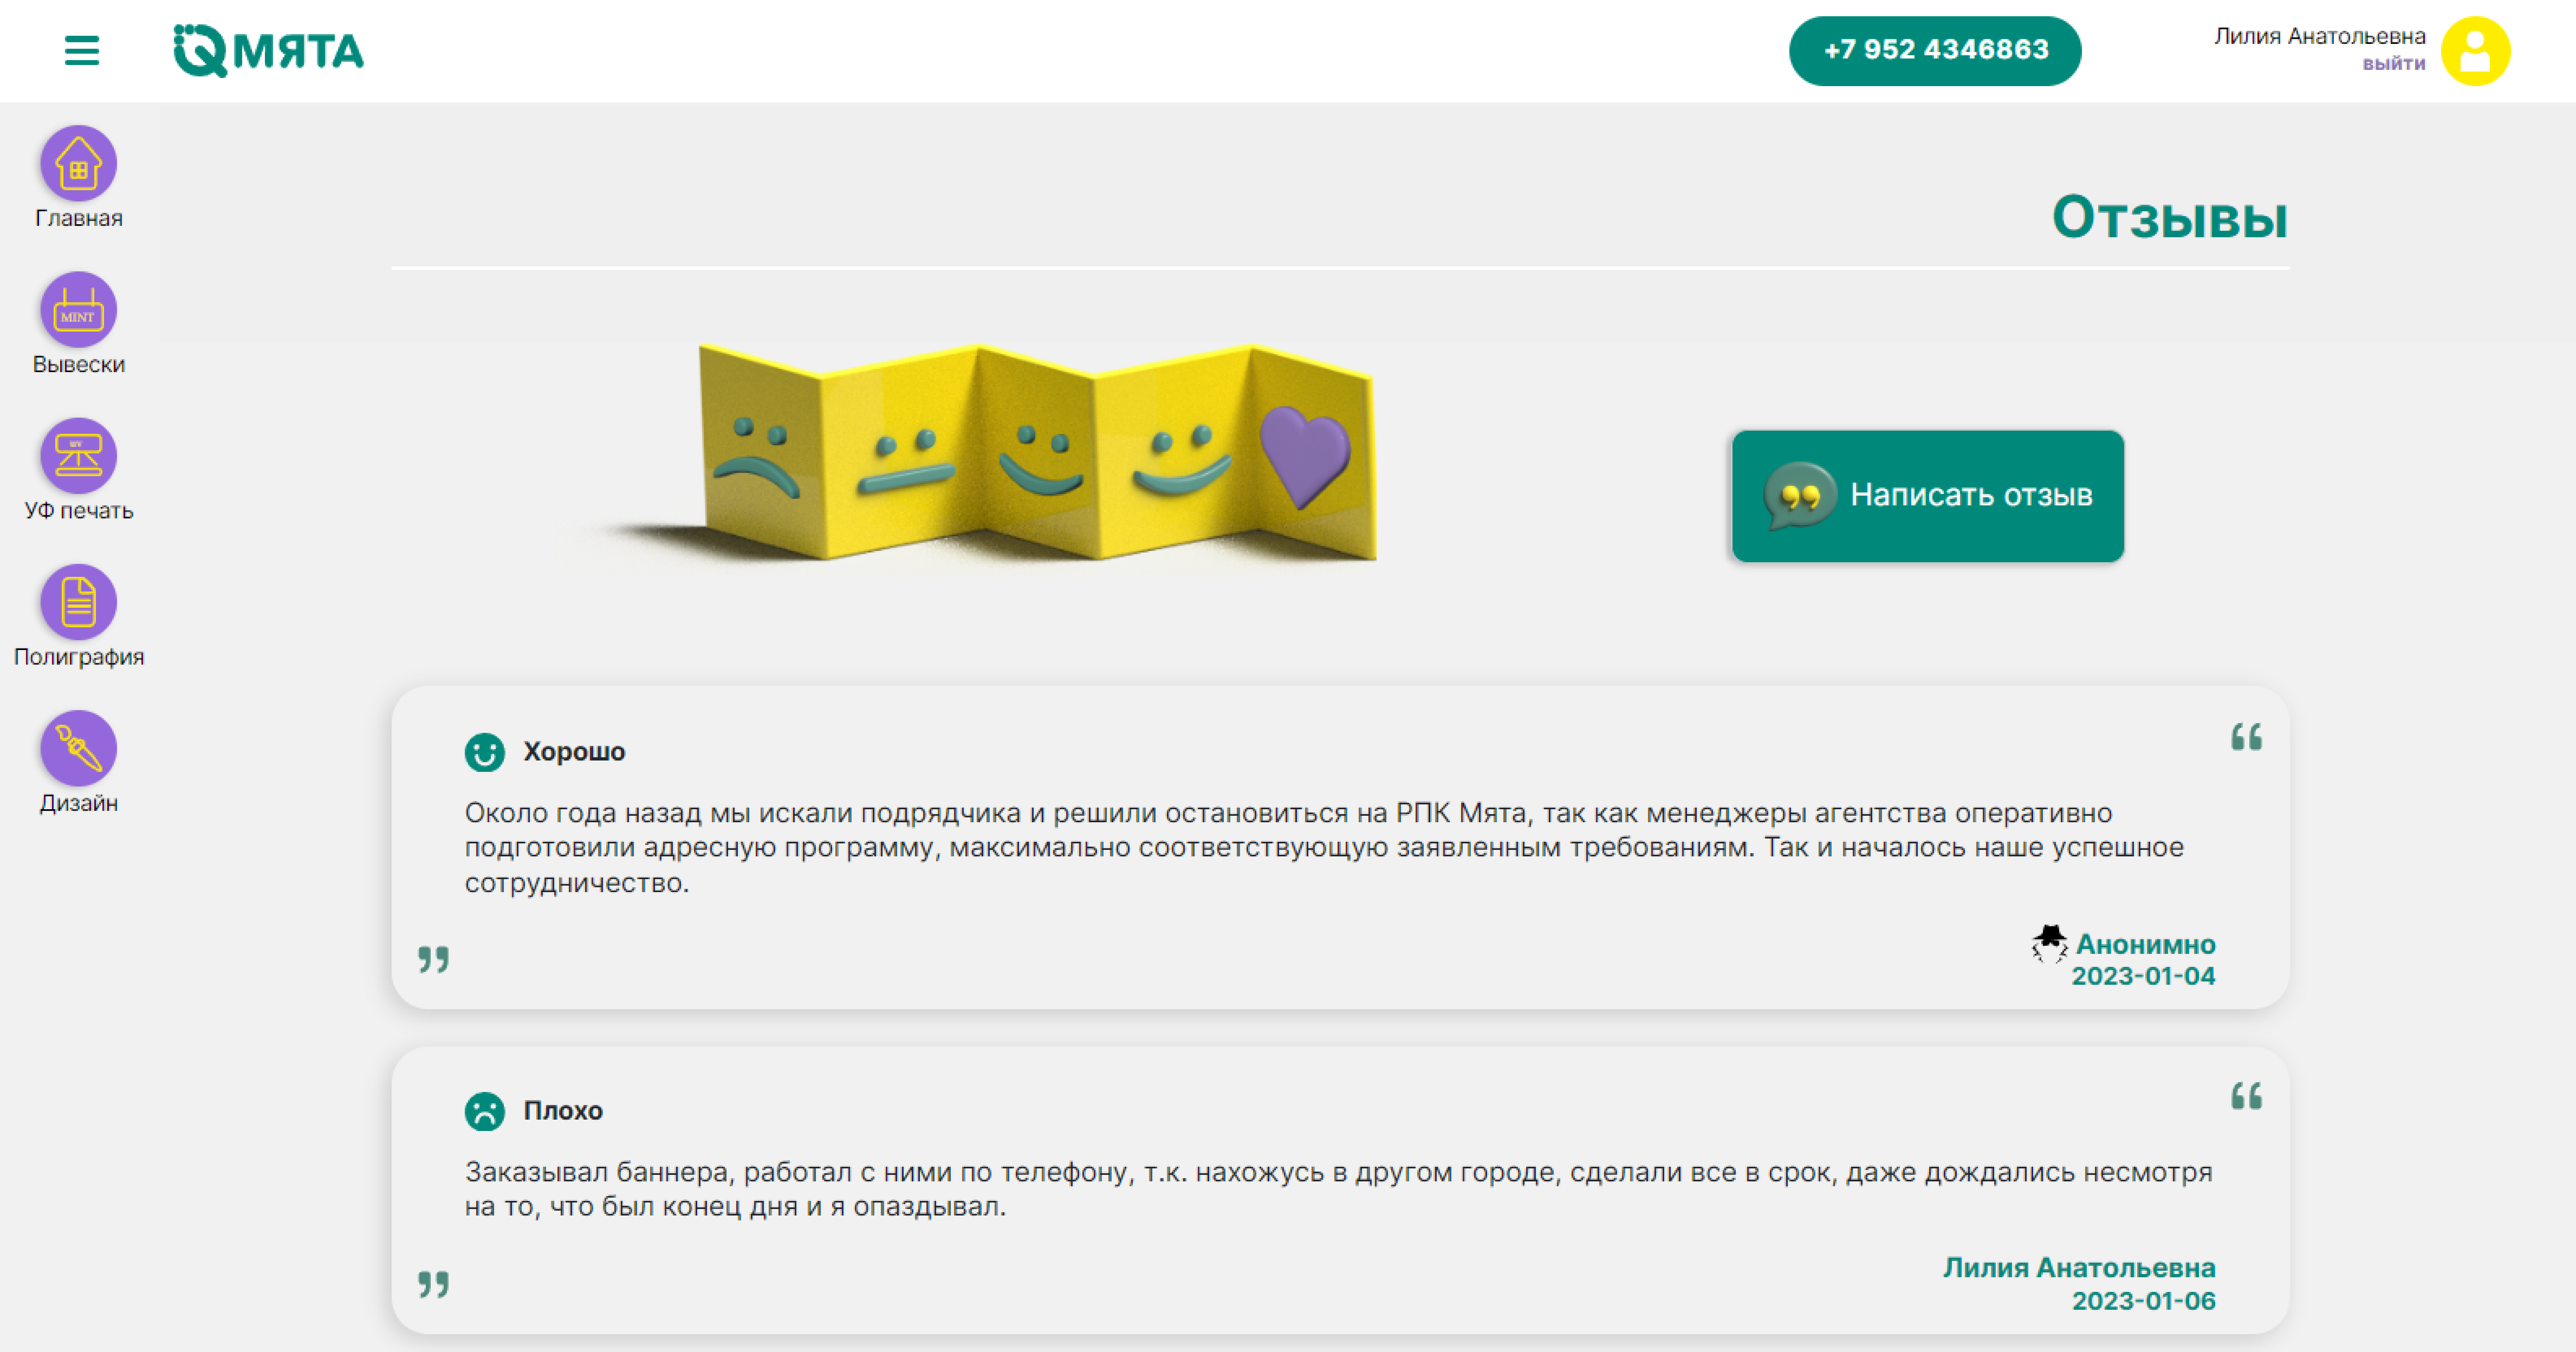 МЯТА
+7 952 4346863
Лилия Анатольевна
выйти
Главная
MINT
Вывески
УФ печать
Полиграфия
Дизайн
Отзывы
Написать отзыв
Хорошо
Около года назад мы искали подрядчика и решили остановиться на РПК Мята, так как менеджеры агентства оперативно
подготовили адресную программу, максимально соответствующую заявленным требованиям. Так и началось наше успешное
сотрудничество.
Анонимно
2023-01-04
Плохо
Заказывал баннера, работал с ними по телефону, т.к. нахожусь в другом городе, сделали все в срок, даже дождались несмотря
на то, что был конец дня и я опаздывал.
Лилия Анатольевна
2023-01-06